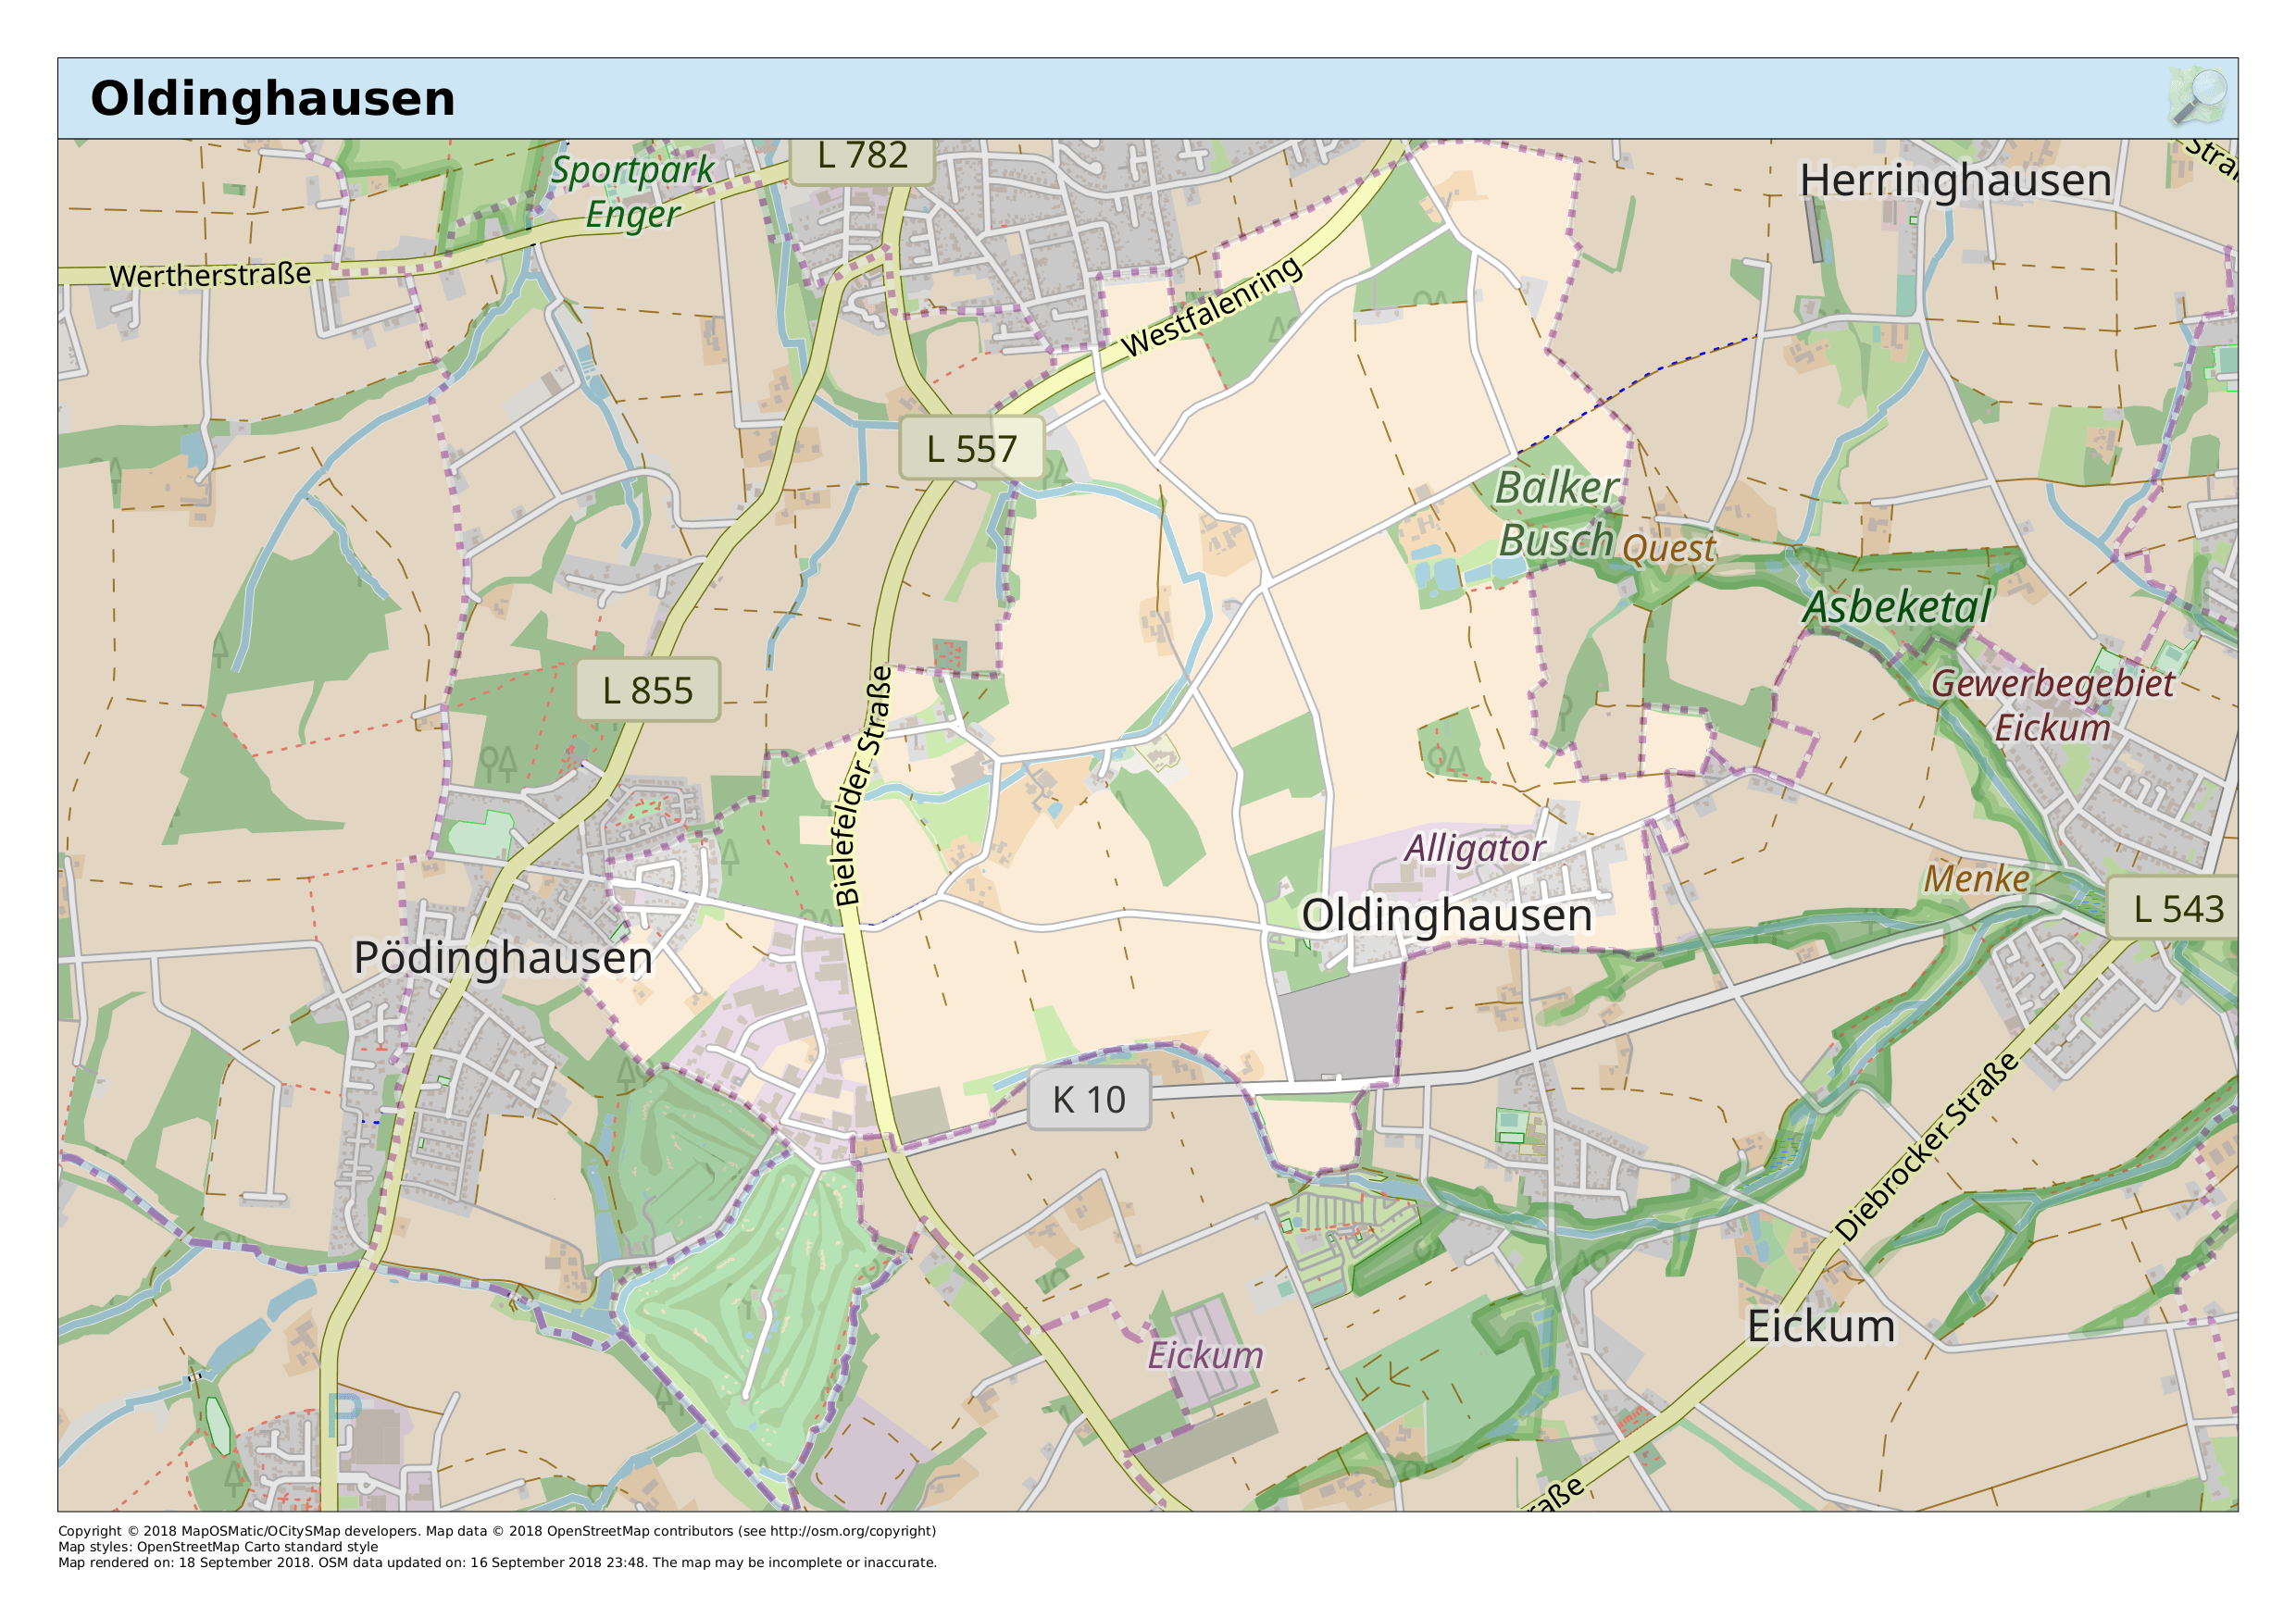 Oldinghausen
L 782
Sportpark
Enger
Herringhausen
Wertherstraße
Westfalenring
L 557
Balker
Busch
Quest
Asbeketal
L 855
Gewerbegebiet
Eickum
Bielefelder Straße
Alligator
Menke
L 543
Oldinghausen
Pödinghausen
K 10
Diebrocker Straße
Eickum
Eickum
P
Copyright © 2018 MapOSMatic/OCitySMap developers. Map data © 2018 OpenStreetMap contributors (see http://osm.org/copyright)
Map styles: OpenStreetMap Carto standard style
Map rendered on: 18 September 2018. OSM data updated on: 16 September 2018 23:48. The map may be incomplete or inaccurate.